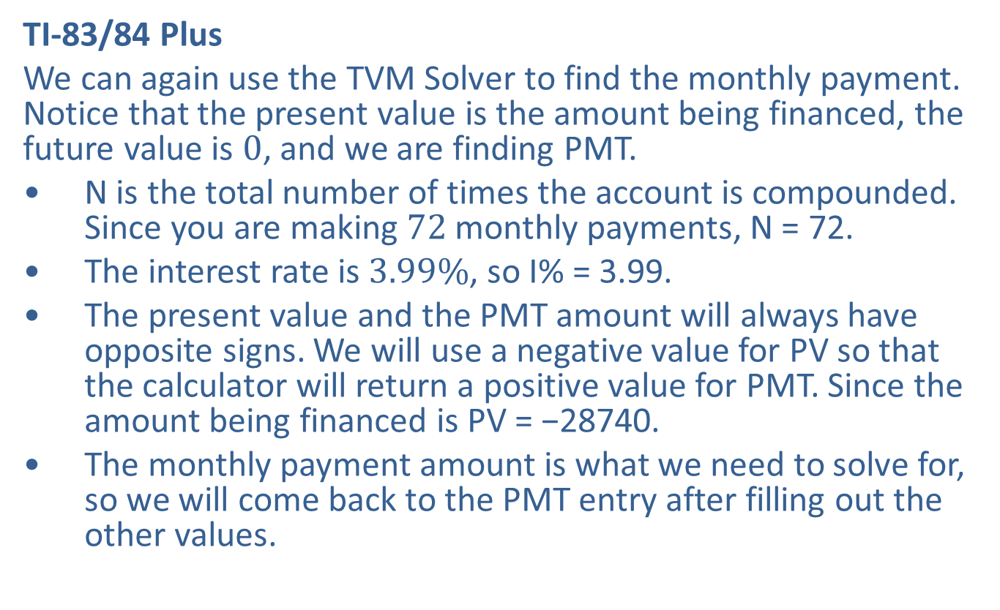 TI-83/84 Plus
We can again use the TVM Solver to find the monthly payment.
Notice that the present value is the amount being financed, the
future value is 0, and we are finding PMT.
• N is the total number of times the account is compounded.
Since you are making 72 monthly payments, N = 72.
• The interest rate is 3.99%, so I% = 3.99.
• The present value and the PMT amount will always have
opposite signs. We will use a negative value for PV so that
the calculator will return a positive value for PMT. Since the
amount being financed is PV = −28740.
• The monthly payment amount is what we need to solve for,
so we will come back to the PMT entry after filling out the
other values.